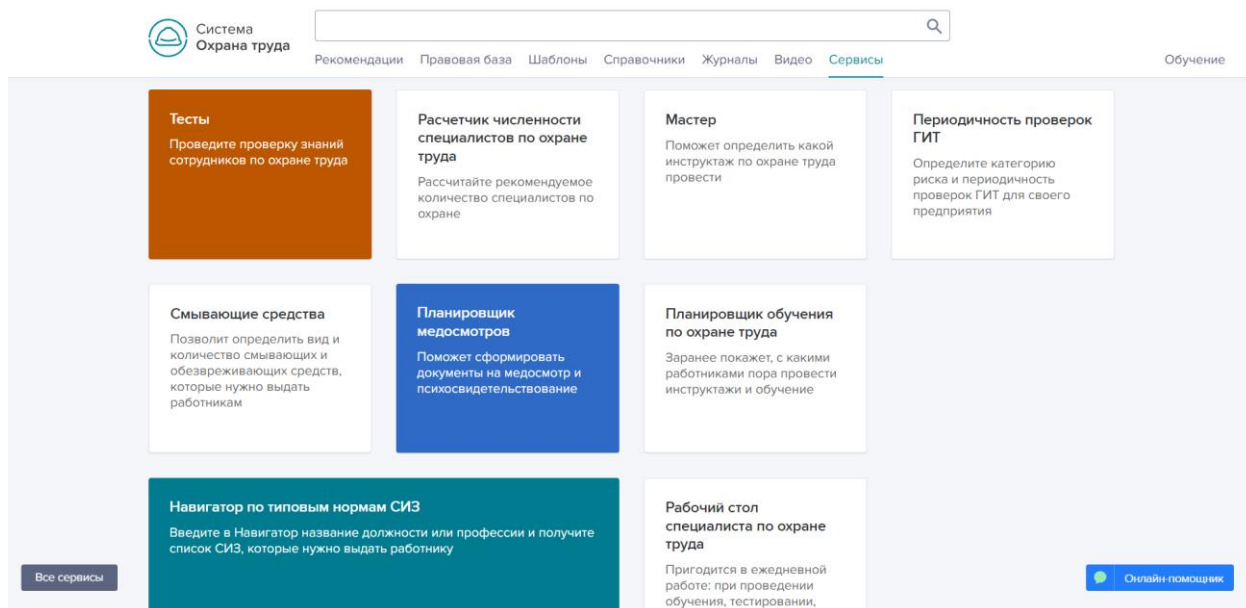 Система
Охрана труда
Рекомендации Правовая база Шаблоны Справочники Журналы Видео Сервисы Обучение
Тесты
Проведите проверку знаний
сотрудников по охране труда
Расчетчик численности
специалистов по охране
труда
Рассчитайте рекомендуемое
количество специалистов по
охране
Мастер
Поможет определить какой
инструктаж по охране труда
провести
Периодичность проверок
ГИТ
Определите категорию
риска и периодичность
проверок ГИТ для своего
предприятия
Смывающие средства
Позволит определить вид и
количество смывающих и
обезвреживающих средств,
которые нужно выдать
работникам
Планировщик
медосмотров
Поможет сформировать
документы на медосмотр и
психосвидетельствование
Планировщик обучения
по охране труда
Заранее покажет, с какими
работниками пора провести
инструктажи и обучение
Навигатор по типовым нормам СИЗ
Введите в Навигатор название должности или профессии и получите
список СИЗ, которые нужно выдать работнику
Рабочий стол
специалиста по охране
труда
Пригодится в ежедневной
работе: при проведении
обучения, тестировании,
Все сервисы
Онлайн-помощник